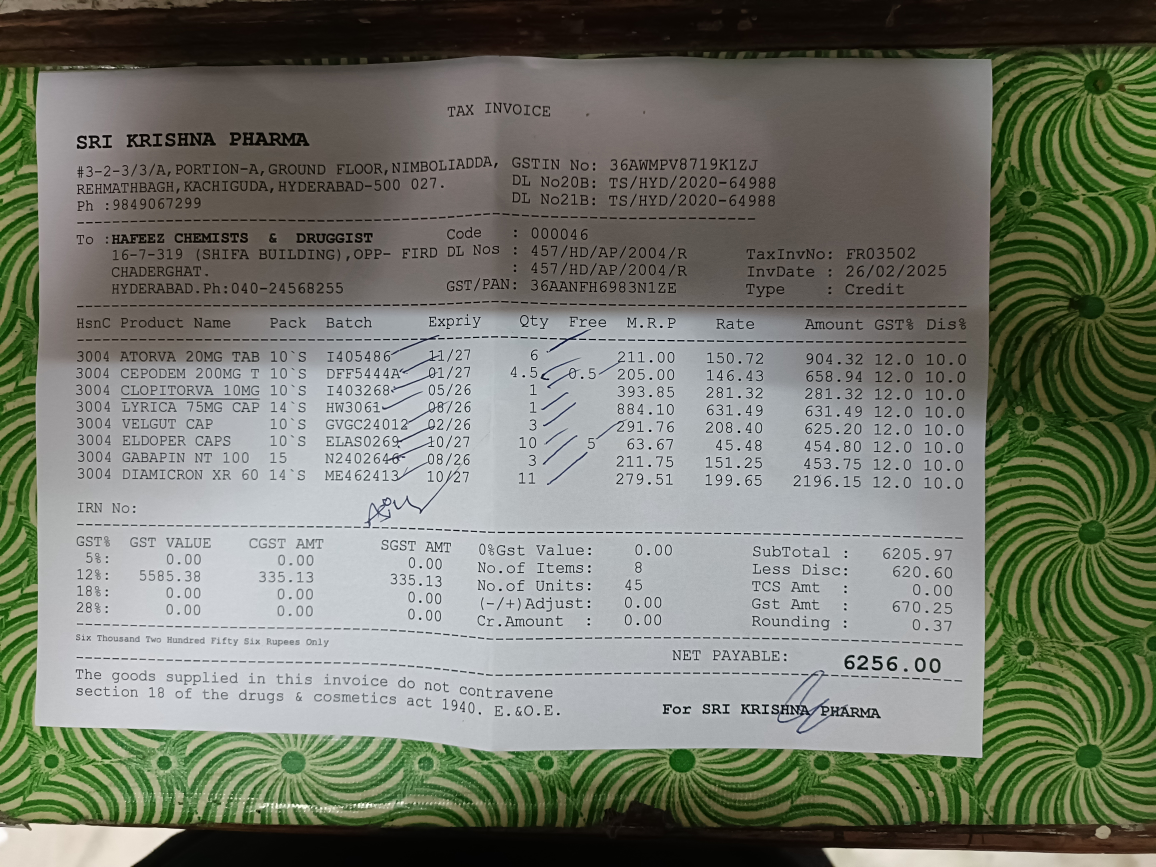 TAX INVOICE
SRI KRISHNA PHARMA
#3-2-3/3/A,PORTION-A,GROUND FLOOR,NIMBOLIADDA, GSTIN No: 36AWMPV8719K1ZJ
REHMATHBAGH,KACHIGUDA,HYDERABAD-500 027. DL No20B: TS/HYD/2020-64988
Ph :9849067299 DL No21B: TS/HYD/2020-64988
To :HAFEEZ CHEMISTS & DRUGGIST Code : 000046
16-7-319 (SHIFA BUILDING),OPP- FIRD DL Nos : 457/HD/AP/2004/R TaxInvNo: FR03502
CHADERGHAT. : 457/HD/AP/2004/R InvDate : 26/02/2025
HYDERABAD.Ph:040-24568255 GST/PAN: 36AANFH6983N1ZE Type : Credit
HsnC Product Name Pack Batch Expriy Qty Free M.R.P Rate Amount GST% Dis%
3004 ATORVA 20MG TAB 10`S I405486 11/27 6 211.00 150.72 904.32 12.0 10.0
3004 CEPODEM 200MG T 10`S DFF5444A 01/27 4.5 0.5 205.00 146.43 658.94 12.0 10.0
3004 CLOPITORVA 10MG 10`S I403268 05/26 1 393.85 281.32 281.32 12.0 10.0
3004 LYRICA 75MG CAP 14`S HW3061 08/26 1 884.10 631.49 631.49 12.0 10.0
3004 VELGUT CAP 10`S GVGC24012 02/26 3 291.76 208.40 625.20 12.0 10.0
3004 ELDOPER CAPS 10`S ELAS0269 10/27 10 5 63.67 45.48 454.80 12.0 10.0
3004 GABAPIN NT 100 15 N2402646 08/26 3 211.75 151.25 453.75 12.0 10.0
3004 DIAMICRON XR 60 14`S ME462413 10/27 11 279.51 199.65 2196.15 12.0 10.0
IRN No:
GST% GST VALUE CGST AMT SGST AMT 0%Gst Value: 0.00 SubTotal : 6205.97
5%: 0.00 0.00 0.00 No.of Items: 8 Less Disc: 620.60
12%: 5585.38 335.13 335.13 No.of Units: 45 TCS Amt : 0.00
18%: 0.00 0.00 0.00 (-/+)Adjust: 0.00 Gst Amt : 670.25
28%: 0.00 0.00 0.00 Cr.Amount : 0.00 Rounding : 0.37
Six Thousand Two Hundred Fifty Six Rupees Only
NET PAYABLE: 6256.00
The goods supplied in this invoice do not contravene
section 18 of the drugs & cosmetics act 1940. E.&O.E.
For SRI KRISHNA PHARMA